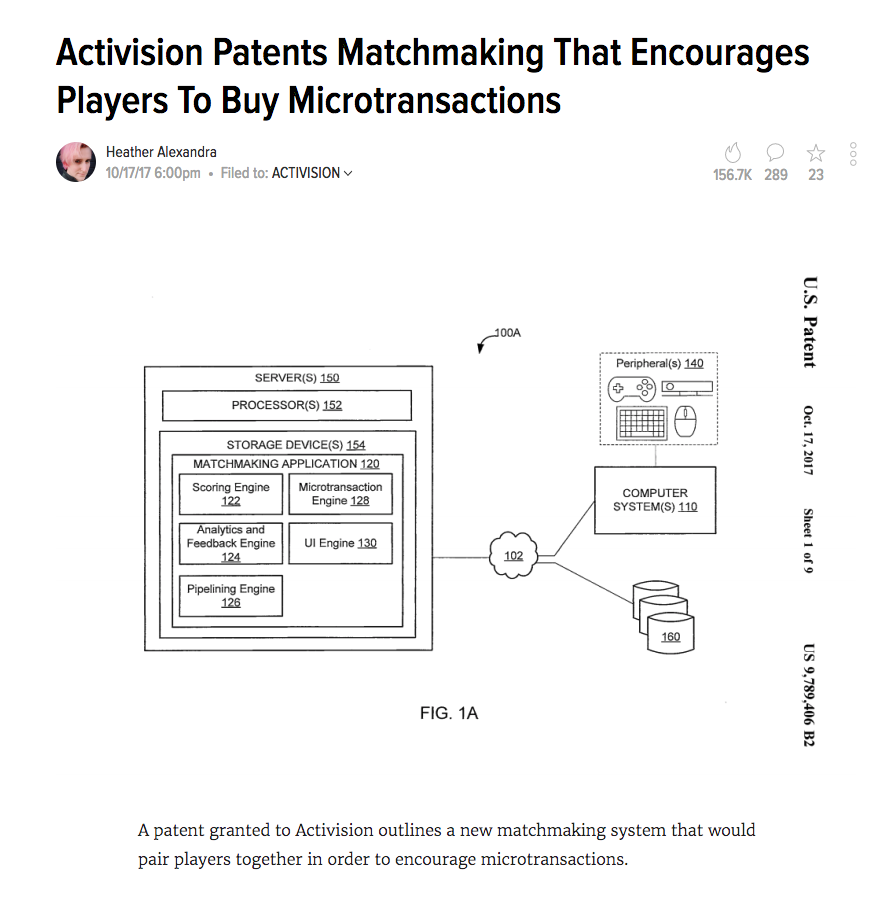 Activision Patents Matchmaking That Encourages
Players To Buy Microtransactions
Heather Alexandra
10/17/17 6:00pm • Filed to: ACTIVISION
156.7K 289 23
100A
SERVER(S) 150
PROCESSOR(S) 152
STORAGE DEVICE(S) 154
MATCHMAKING APPLICATION 120
Scoring Engine
122
Microtransaction
Engine 128
Analytics and
Feedback Engine
124
UI Engine 130
Pipelining Engine
126
102
Peripheral(s) 140
COMPUTER
SYSTEM(S) 110
160
FIG. 1A
U.S. Patent Oct. 17, 2017 Sheet 1 of 9 US 9,789,406 B2
A patent granted to Activision outlines a new matchmaking system that would
pair players together in order to encourage microtransactions.